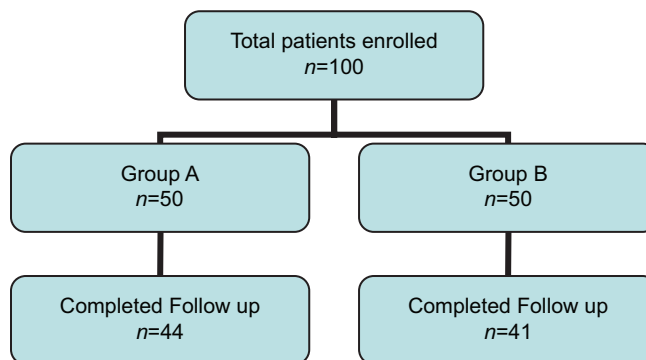 Total patients enrolled
n=100
Group A
n=50
Group B
n=50
Completed Follow up
n=44
Completed Follow up
n=41